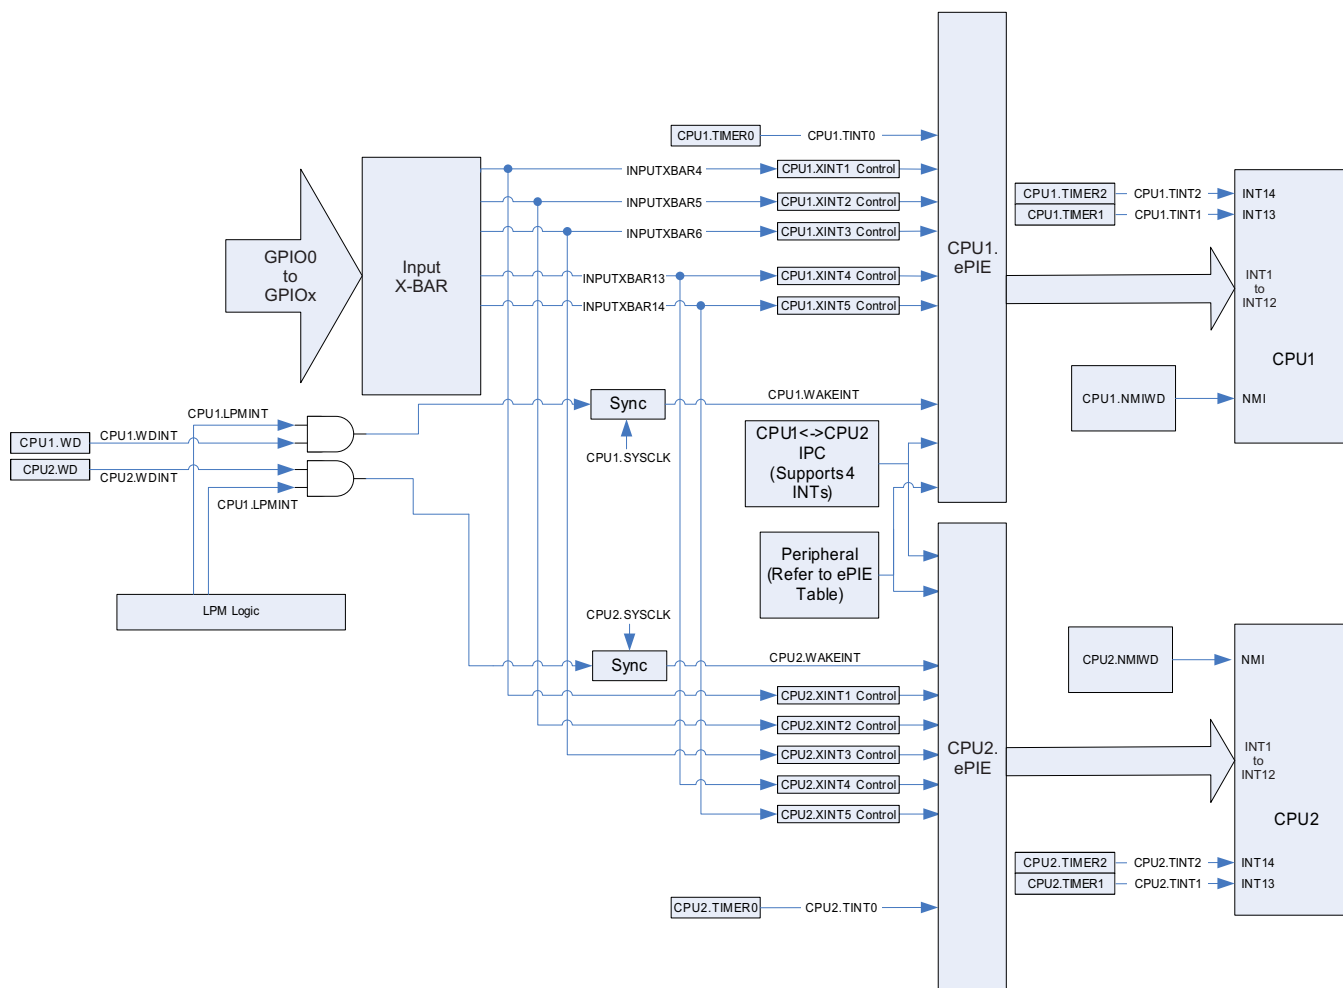 CPU1.TIMER0
CPU1.TINT0
INPUTXBAR4
CPU1.XINT1 Control
INPUTXBAR5
CPU1.XINT2 Control
INPUTXBAR6
CPU1.XINT3 Control
INPUTXBAR13
CPU1.XINT4 Control
INPUTXBAR14
CPU1.XINT5 Control
GPIO0
to
GPIOx
Input
X-BAR
CPU1.
ePIE
CPU1.TIMER2
CPU1.TINT2
INT14
CPU1.TIMER1
CPU1.TINT1
INT13
INT1
to
INT12
CPU1
CPU1.NMIWD
NMI
CPU1.LPMINT
CPU1.WD
CPU1.WDINT
CPU2.WD
CPU2.WDINT
CPU1.LPMINT
LPM Logic
Sync
CPU1.SYSCLK
CPU1.WAKEINT
CPU1<->CPU2
IPC
(Supports 4
INTs)
Peripheral
(Refer to ePIE
Table)
CPU2.SYSCLK
Sync
CPU2.WAKEINT
CPU2.XINT1 Control
CPU2.XINT2 Control
CPU2.XINT3 Control
CPU2.XINT4 Control
CPU2.XINT5 Control
CPU2.TIMER0
CPU2.TINT0
CPU2.
ePIE
CPU2.NMIWD
NMI
INT1
to
INT12
CPU2
CPU2.TIMER2
CPU2.TINT2
INT14
CPU2.TIMER1
CPU2.TINT1
INT13